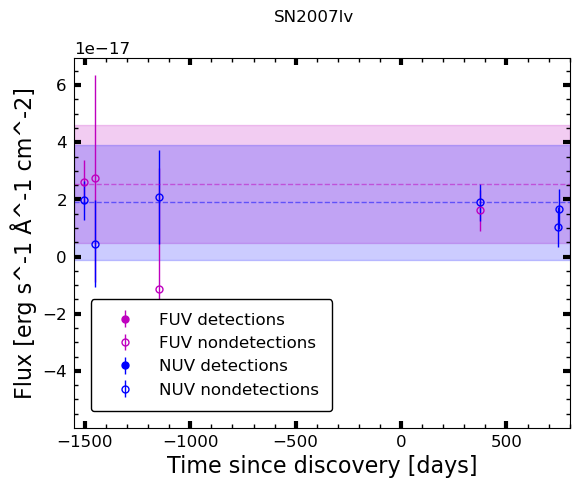 SN2007lv
1e−17
Flux [erg s^-1 Å^-1 cm^-2]
6
4
2
0
−2
−4
FUV detections
FUV nondetections
NUV detections
NUV nondetections
−1500
−1000
−500
0
500
Time since discovery [days]